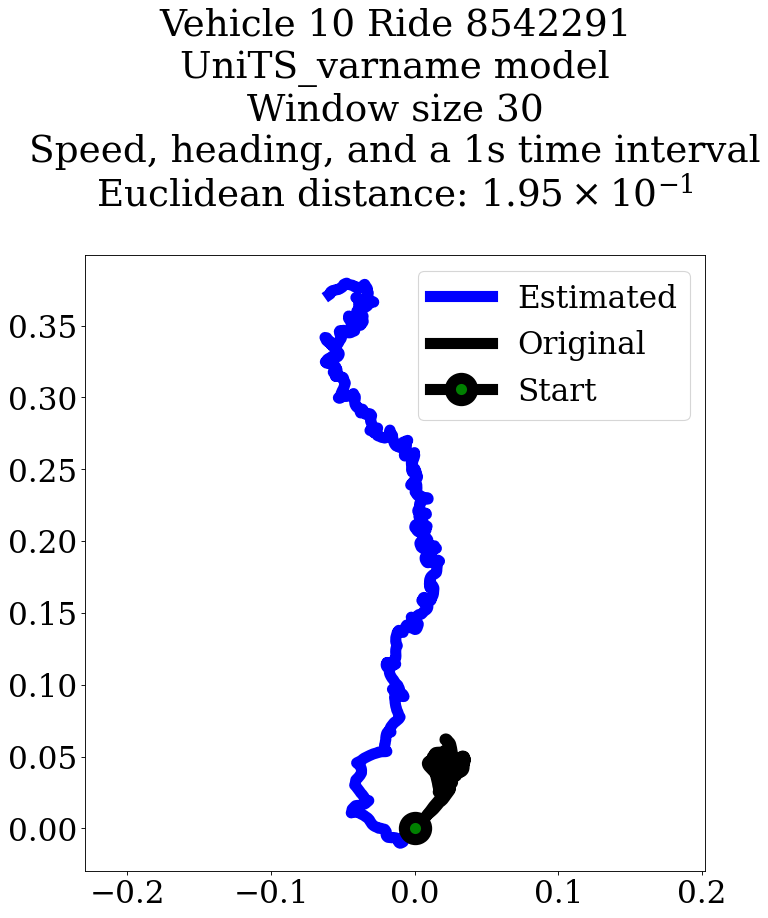 Vehicle 10 Ride 8542291
UniTS_varname model
Window size 30
Speed, heading, and a 1s time interval
Euclidean distance: 1.95 × 10⁻¹
Estimated
Original
Start
0.35
0.30
0.25
0.20
0.15
0.10
0.05
0.00
−0.2 −0.1 0.0 0.1 0.2